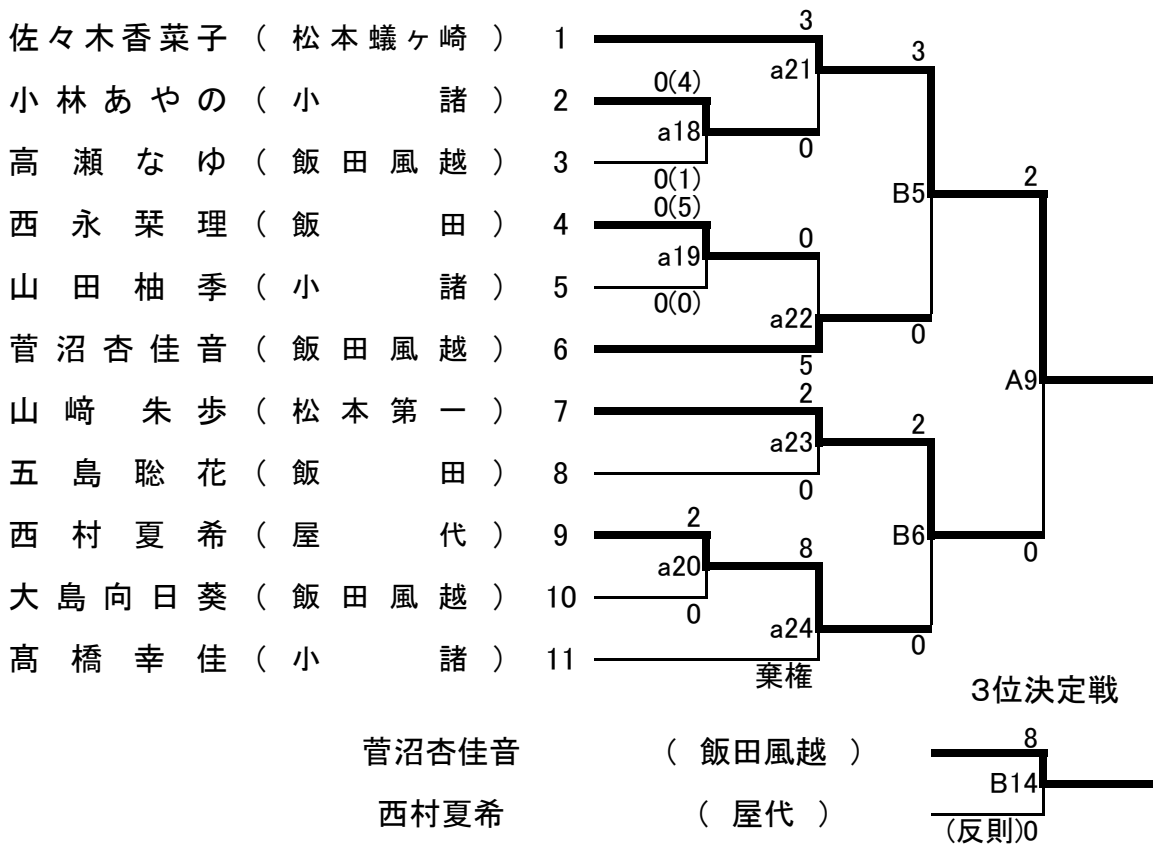 3
佐々木香菜子 ( 松本蟻ヶ崎 ) 1
3
a21
0(4)
小林あやの ( 小諸 ) 2
a18
0
高瀬なゆ ( 飯田風越 ) 3
0(1)
2
B5
0(5)
西永栞理 ( 飯田 ) 4
0
a19
山田柚季 ( 小諸 ) 5
0(0)
a22
0
菅沼杏佳音 ( 飯田風越 ) 6
5
A9
2
山﨑朱歩 ( 松本第一 ) 7
2
a23
五島聡花 ( 飯田 ) 8
0
2
西村夏希 ( 屋代 ) 9
B6
8
0
a20
大島向日葵 ( 飯田風越 ) 10
0
a24
0
髙橋幸佳 ( 小諸 ) 11
棄権
3位決定戦
8
菅沼杏佳音 ( 飯田風越 )
B14
西村夏希 ( 屋代 )
(反則)0